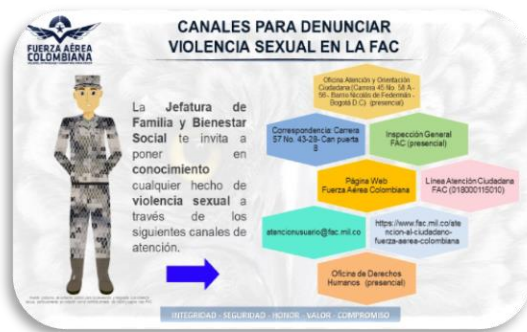 CANALES PARA DENUNCIAR
VIOLENCIA SEXUAL EN LA FAC
FUERZA AÉREA
COLOMBIANA
La Jefatura de
Familia y Bienestar
Social te invita a
poner en
conocimiento
cualquier hecho de
violencia sexual a
través de los
siguientes canales de
atención.
Oficina Atención y Orientación
Ciudadana (Carrera 45 No. 58 A-
56 - Barrio Nicolás de Federmán -
Bogotá D.C) (presencial)
Correspondencia: Carrera
57 No. 43-28- Can puerta
8
Inspección General
FAC (presencial)
Página Web
Fuerza Aérea Colombiana
Línea Atención Ciudadana
FAC (018000115010)
atencionusuario@fac.mil.co
https://www.fac.mil.co/ate
ncion-al-ciudadano-
fuerza-aerea-colombiana
Oficina de Derechos
Humanos (presencial)
INTEGRIDAD - SEGURIDAD - HONOR - VALOR - COMPROMISO